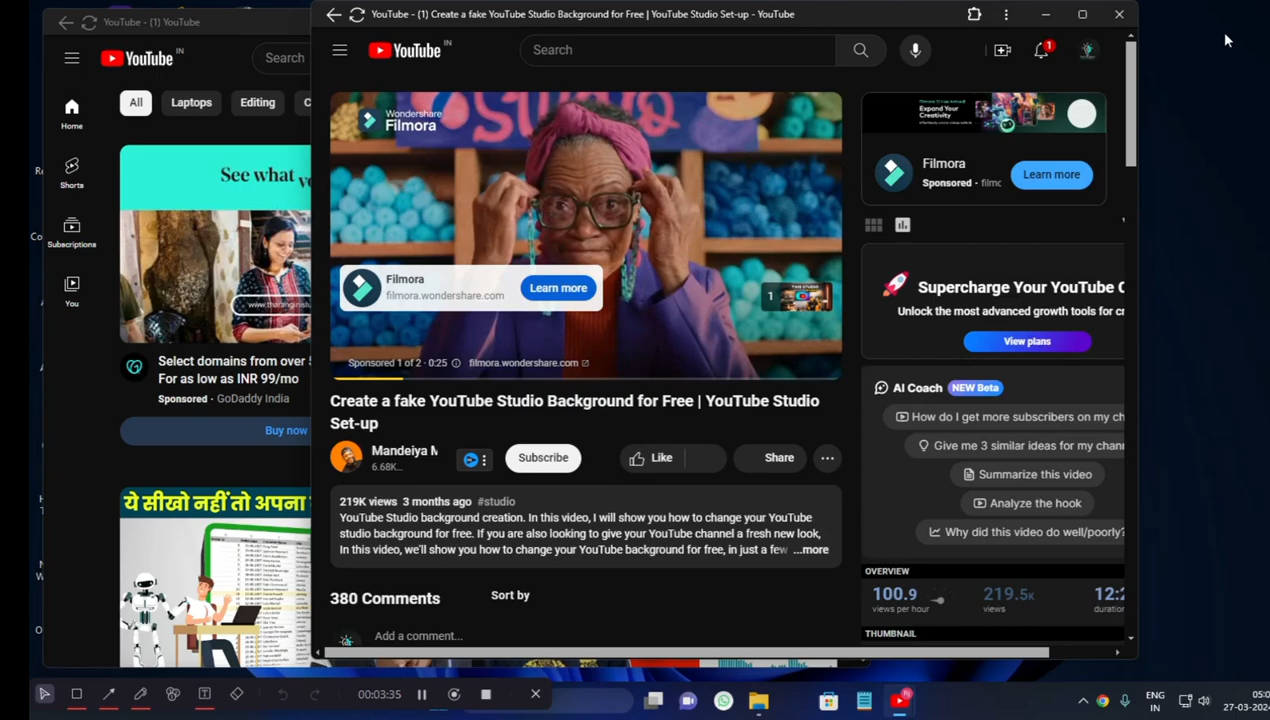 YouTube - (1) YouTube
YouTube IN
Search
All
Laptops
Editing
Home
Shorts
Subscriptions
You
See what
Select domains from over
For as low as INR 99/mo
Sponsored · GoDaddy India
Buy now
ये सीखो नहीं तो अपना
YouTube - (1) Create a fake YouTube Studio Background for Free | YouTube Studio Set-up - YouTube
YouTube IN
Search
1
Wondershare
Filmora
Filmora
filmora.wondershare.com
Learn more
1
Sponsored 1 of 2 · 0:25
filmora.wondershare.com
Create a fake YouTube Studio Background for Free | YouTube Studio
Set-up
Mandeiya M
6.68K...
Subscribe
Like
Share
219K views 3 months ago #studio
YouTube Studio background creation. In this video, I will show you how to change your YouTube
studio background for free. If you are also looking to give your YouTube channel a fresh new look,
In this video, we'll show you how to change your YouTube background for free, in just a few ...more
380 Comments
Sort by
Add a comment...
Expand Your
Creativity
Filmora
Sponsored · filmc
Learn more
Supercharge Your YouTube C
Unlock the most advanced growth tools for cr
View plans
AI Coach NEW Beta
How do I get more subscribers on my ch
Give me 3 similar ideas for my chann
Summarize this video
Analyze the hook
Why did this video do well/poorly?
OVERVIEW
100.9
views per hour
219.5K
views
12:2
duration
THUMBNAIL
00:03:35
ENG
IN
05:0
27-03-2024